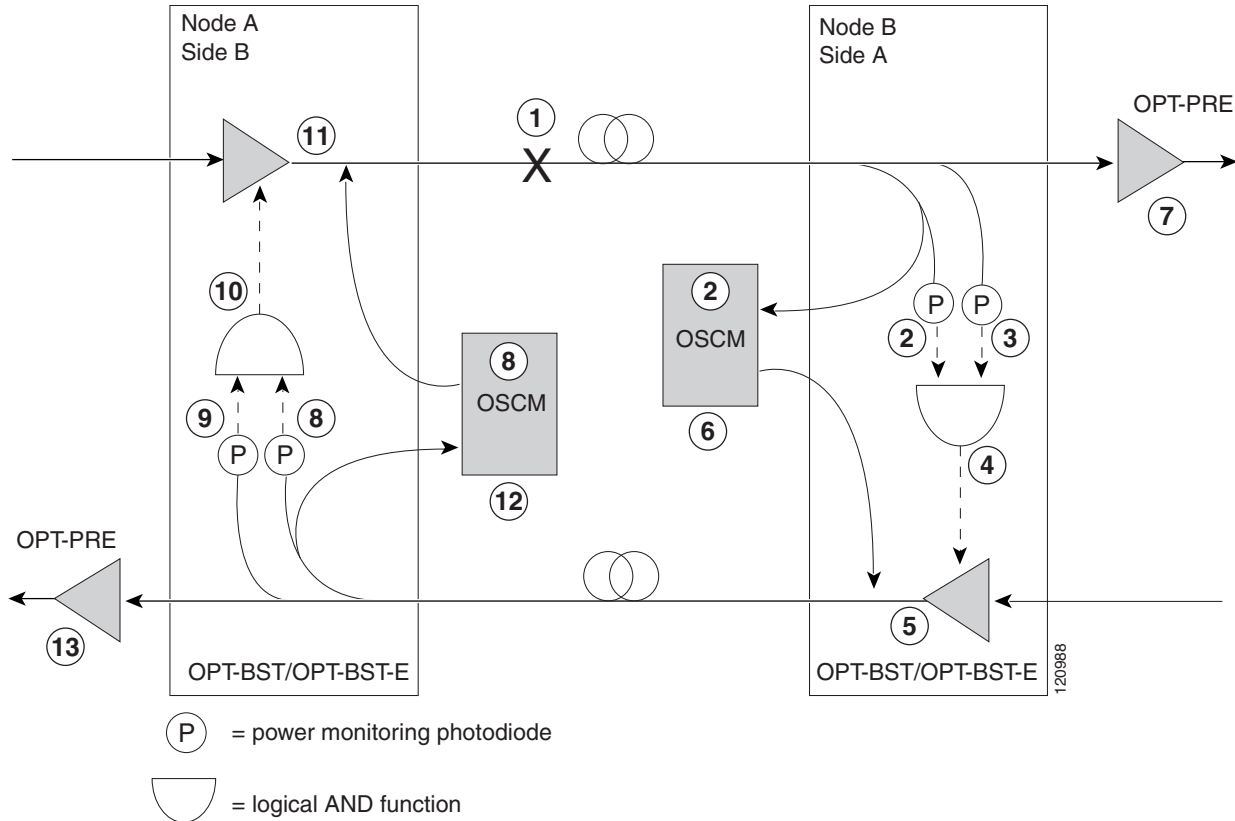 Node A
Side B
Node B
Side A
1
OPT-PRE
11
X
7
10
2
OSCM
P
P
2
3
8
OSCM
9
8
6
P
P
4
12
OPT-PRE
13
5
OPT-BST/OPT-BST-E
OPT-BST/OPT-BST-E
120988
P = power monitoring photodiode
= logical AND function